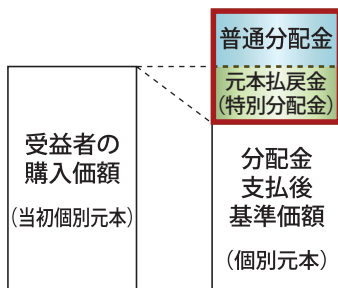 普通分配金
元本払戻金
(特別分配金)
受益者の
購入価額
(当初個別元本)
分配金
支払後
基準価額
(個別元本)